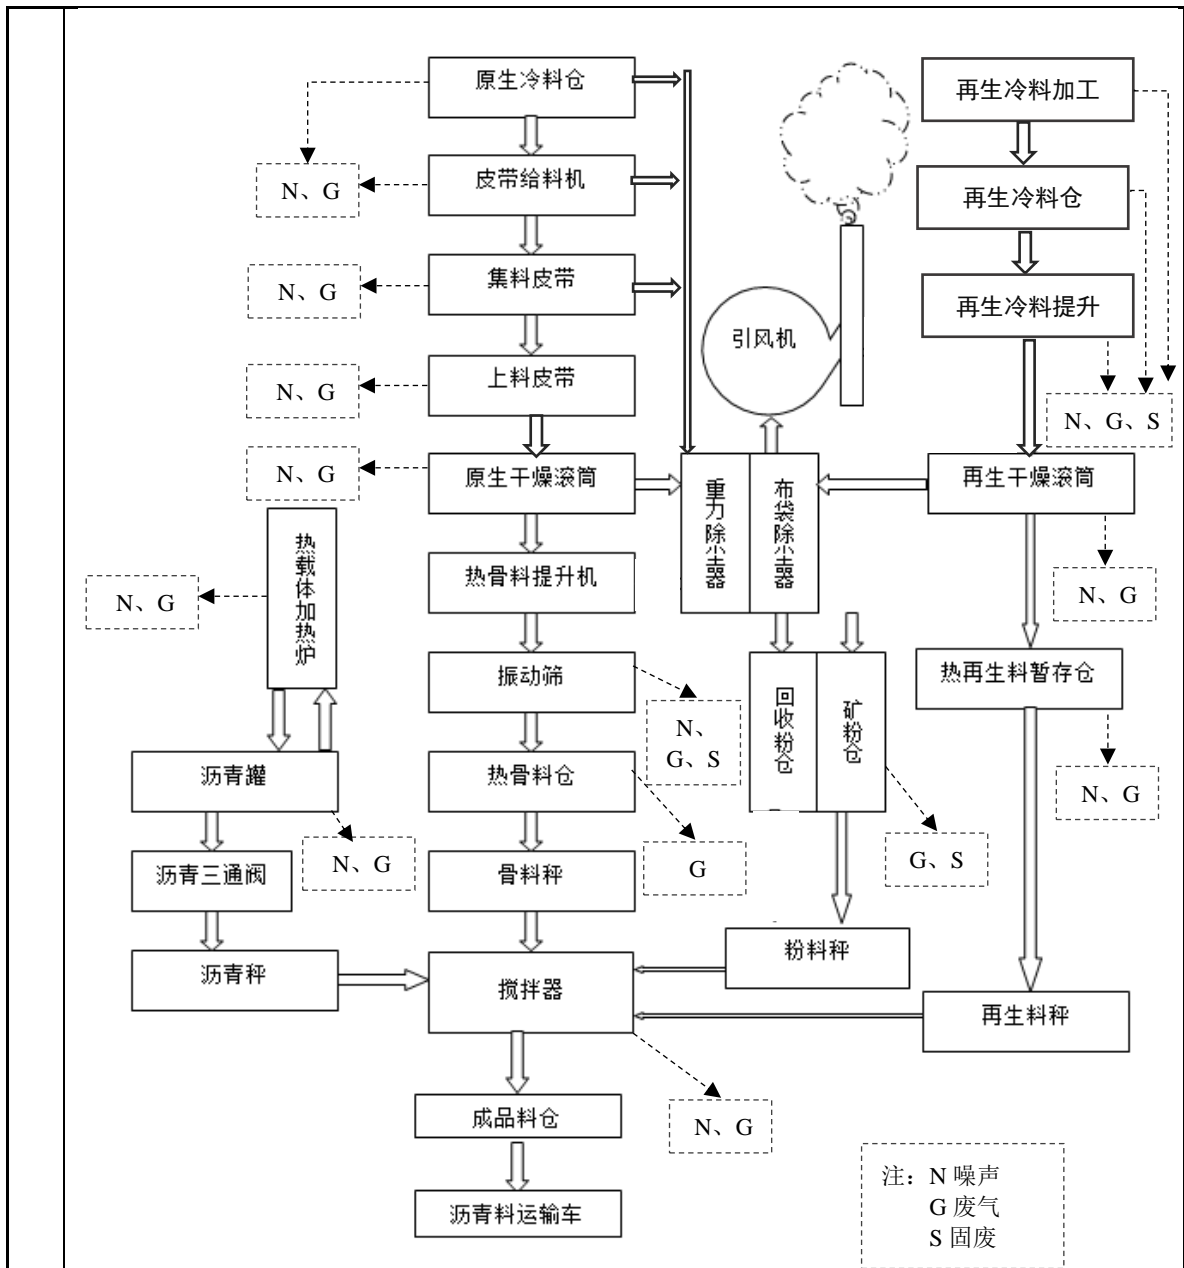 原生冷料仓
再生冷料加工
N、G
皮带给料机
再生冷料仓
N、G
集料皮带
再生冷料提升
引风机
N、G
上料皮带
N、G、S
N、G
原生干燥滚筒
重力除尘器
布袋除尘器
再生干燥滚筒
热载体加热炉
N、G
热骨料提升机
N、G
振动筛
热再生料暂存仓
N、
G、S
回收粉仓
矿粉仓
沥青罐
热骨料仓
N、G
N、G
沥青三通阀
骨料秤
G
G、S
沥青秤
搅拌器
粉料秤
再生料秤
成品料仓
N、G
沥青料运输车
注：N 噪声
G 废气
S 固废